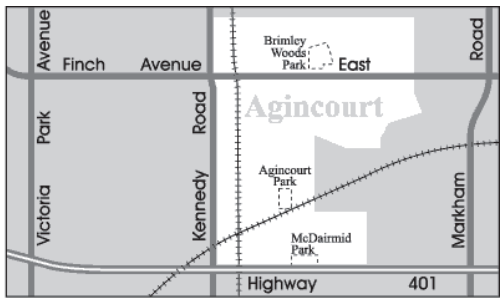 Avenue
Park
Victoria
Finch Avenue East
Kennedy Road
Brimley
Woods
Park
Agincourt
Agincourt
Park
McDairmid
Park
Markham
Road
Highway 401